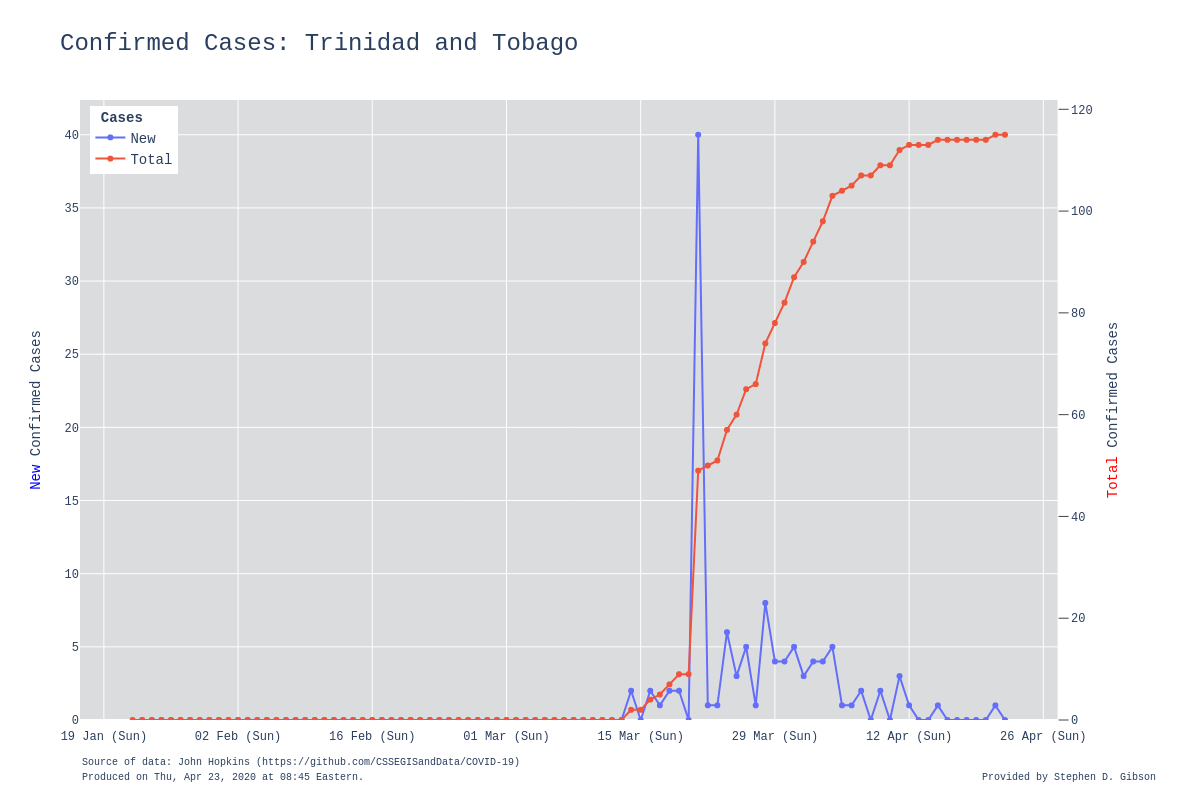 Confirmed Cases: Trinidad and Tobago
Cases
New
Total
40
35
30
25
20
15
10
5
0
New Confirmed Cases
120
100
80
60
40
20
0
Total Confirmed Cases
19 Jan (Sun) 02 Feb (Sun) 16 Feb (Sun) 01 Mar (Sun) 15 Mar (Sun) 29 Mar (Sun) 12 Apr (Sun) 26 Apr (Sun)
Source of data: John Hopkins (https://github.com/CSSEGISandData/COVID-19)
Produced on Thu, Apr 23, 2020 at 08:45 Eastern.
Provided by Stephen D. Gibson